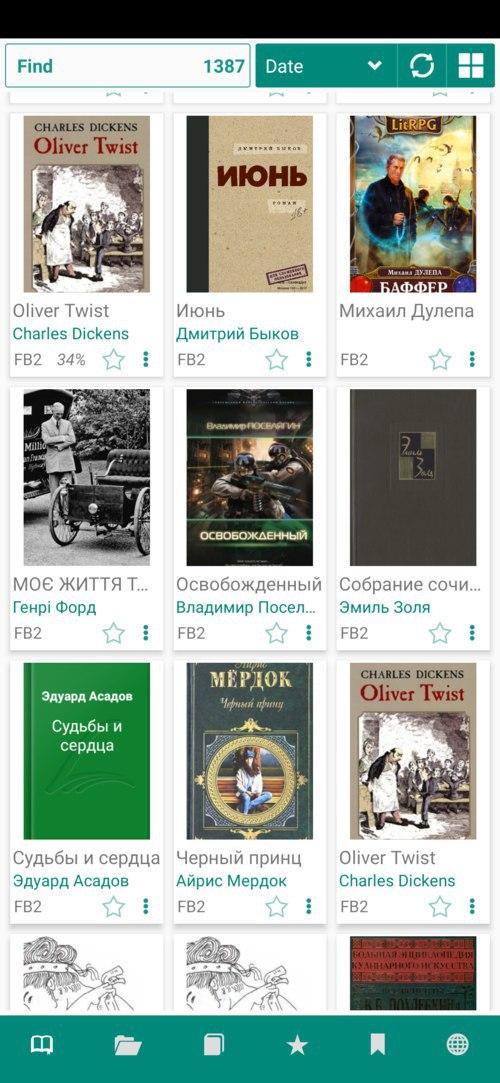 Find 1387 Date
CHARLES DICKENS
Oliver Twist
Oliver Twist
Charles Dickens
FB2 34%
ДМИТРИЙ БЫКОВ
ИЮНЬ
РОМАН
18+
Июнь
Дмитрий Быков
FB2
LitRPG
Михаил ДУЛЕПА
БАФФЕР
Михаил Дулепа
FB2
Million
МОЄ ЖИТТЯ Т...
Генрі Форд
FB2
Владимир ПОСЕЛЯГИН
ОСВОБОЖДЕННЫЙ
Освобожденный
Владимир Посел...
FB2
Эмиль
Золя
Собрание сочи...
Эмиль Золя
FB2
Эдуард Асадов
Судьбы и
сердца
Судьбы и сердца
Эдуард Асадов
FB2
Айрис
МЕРДОК
Черный принц
Черный принц
Айрис Мердок
FB2
CHARLES DICKENS
Oliver Twist
Oliver Twist
Charles Dickens
FB2
БОЛЬШАЯ ЭНЦИКЛОПЕДИЯ
КУЛИНАРНОГО ИСКУССТВА
В.В. ПОХЛЕБКИНА